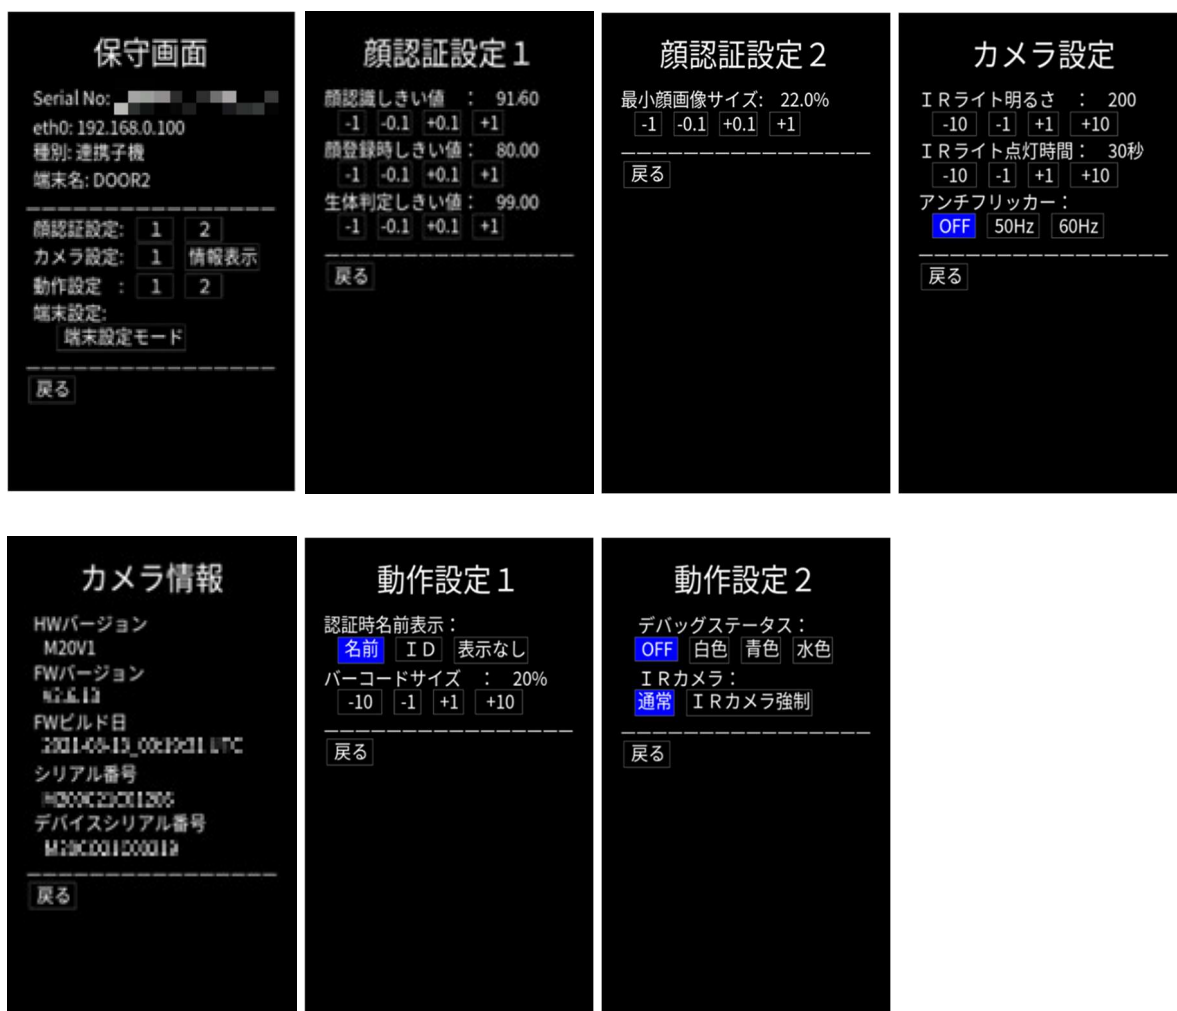 保守画面
Serial No:
eth0: 192.168.0.100
種別: 連携子機
端末名: DOOR2
顔認証設定: 1 2
カメラ設定: 1 情報表示
動作設定 : 1 2
端末設定:
端末設定モード
戻る
顔認証設定１
顔認識しきい値 ： 91.60
-1 -0.1 +0.1 +1
顔登録時しきい値： 80.00
-1 -0.1 +0.1 +1
生体判定しきい値： 99.00
-1 -0.1 +0.1 +1
戻る
顔認証設定２
最小顔画像サイズ: 22.0%
-1 -0.1 +0.1 +1
戻る
カメラ設定
ＩＲライト明るさ ： 200
-10 -1 +1 +10
ＩＲライト点灯時間： 30秒
-10 -1 +1 +10
アンチフリッカー：
OFF 50Hz 60Hz
戻る
カメラ情報
HWバージョン
M20V1
FWバージョン
FWビルド日
UTC
シリアル番号
デバイスシリアル番号
戻る
動作設定１
認証時名前表示：
名前 ＩＤ 表示なし
バーコードサイズ ： 20%
-10 -1 +1 +10
戻る
動作設定２
デバッグステータス：
OFF 白色 青色 水色
ＩＲカメラ：
通常 ＩＲカメラ強制
戻る